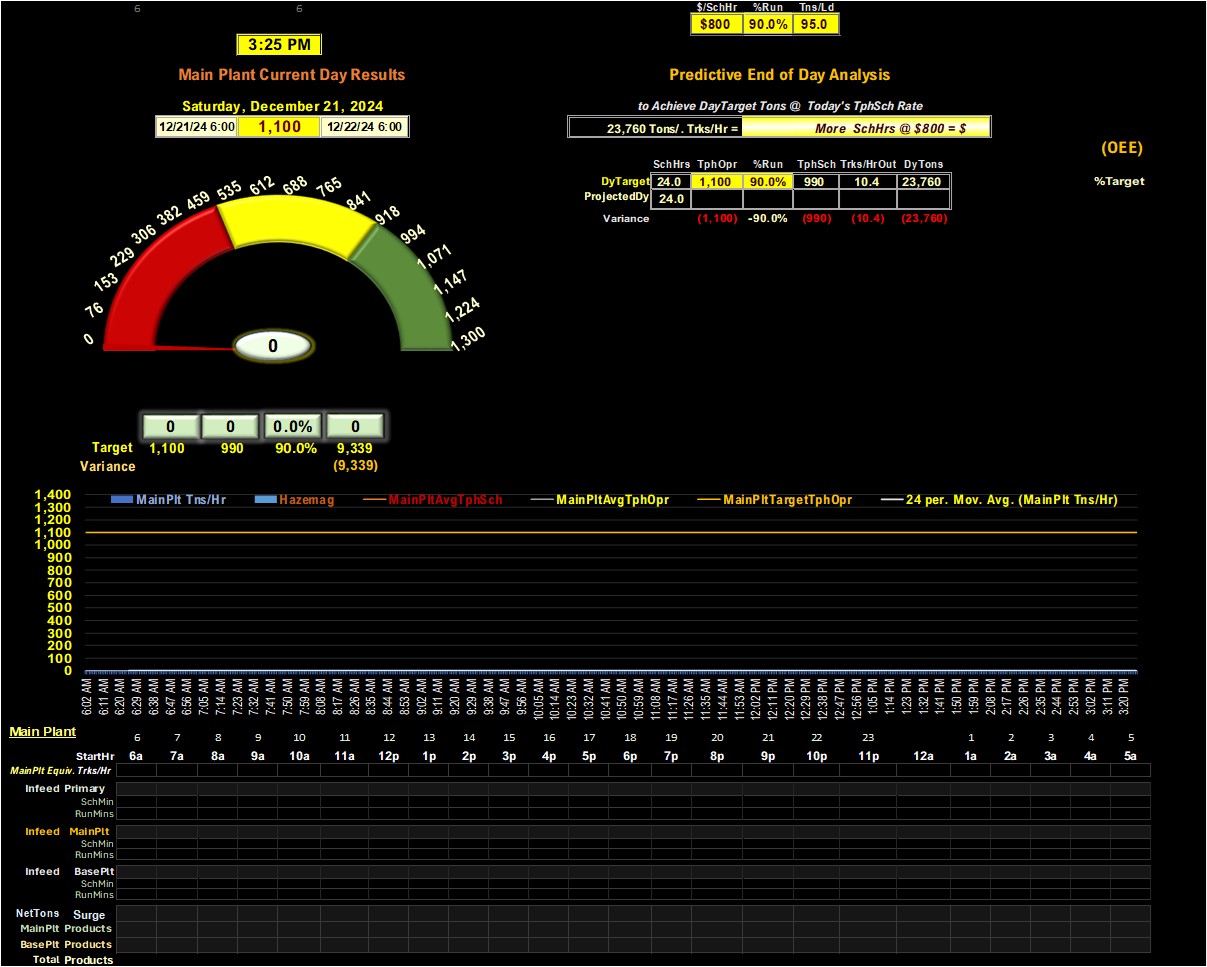 6 6
$/SchHr %Run Tns/Ld
$800 90.0% 95.0
3:25 PM
Main Plant Current Day Results
Predictive End of Day Analysis
Saturday, December 21, 2024
to Achieve DayTarget Tons @ Today's TphSch Rate
12/21/24 6:00 1,100 12/22/24 6:00
23,760 Tons/. Trks/Hr = More SchHrs @ $800 = $
(OEE)
SchHrs TphOpr %Run TphSch Trks/HrOut DyTons
DyTarget 24.0 1,100 90.0% 990 10.4 23,760
%Target
ProjectedDy 24.0
Variance (1,100) -90.0% (990) (10.4) (23,760)
0 76 153 229 306 382 459 535 612 688 765 841 918 994 1,071 1,147 1,224 1,300
0
0 0 0.0% 0
Target 1,100 990 90.0% 9,339
Variance (9,339)
MainPlt Tns/Hr Hazemag MainPltAvgTphSch MainPltAvgTphOpr MainPltTargetTphOpr 24 per. Mov. Avg. (MainPlt Tns/Hr)
1,400
1,300
1,200
1,100
1,000
900
800
700
600
500
400
300
200
100
0
6:02 AM 6:11 AM 6:20 AM 6:29 AM 6:38 AM 6:47 AM 6:56 AM 7:05 AM 7:14 AM 7:23 AM 7:32 AM 7:41 AM 7:50 AM 7:59 AM 8:08 AM 8:17 AM 8:26 AM 8:35 AM 8:44 AM 8:53 AM 9:02 AM 9:11 AM 9:20 AM 9:29 AM 9:38 AM 9:47 AM 9:56 AM 10:05 AM 10:14 AM 10:23 AM 10:32 AM 10:41 AM 10:50 AM 10:59 AM 11:08 AM 11:17 AM 11:26 AM 11:35 AM 11:44 AM 11:53 AM 12:02 PM 12:11 PM 12:20 PM 12:29 PM 12:38 PM 12:47 PM 12:56 PM 1:05 PM 1:14 PM 1:23 PM 1:32 PM 1:41 PM 1:50 PM 1:59 PM 2:08 PM 2:17 PM 2:26 PM 2:35 PM 2:44 PM 2:53 PM 3:02 PM 3:11 PM 3:20 PM
Main Plant
6 7 8 9 10 11 12 13 14 15 16 17 18 19 20 21 22 23 1 2 3 4 5
StartHr 6a 7a 8a 9a 10a 11a 12p 1p 2p 3p 4p 5p 6p 7p 8p 9p 10p 11p 12a 1a 2a 3a 4a 5a
MainPlt Equiv. Trks/Hr
Infeed Primary
SchMin
RunMins
Infeed MainPlt
SchMin
RunMins
Infeed BasePlt
SchMin
RunMins
NetTons Surge
MainPlt Products
BasePlt Products
Total Products